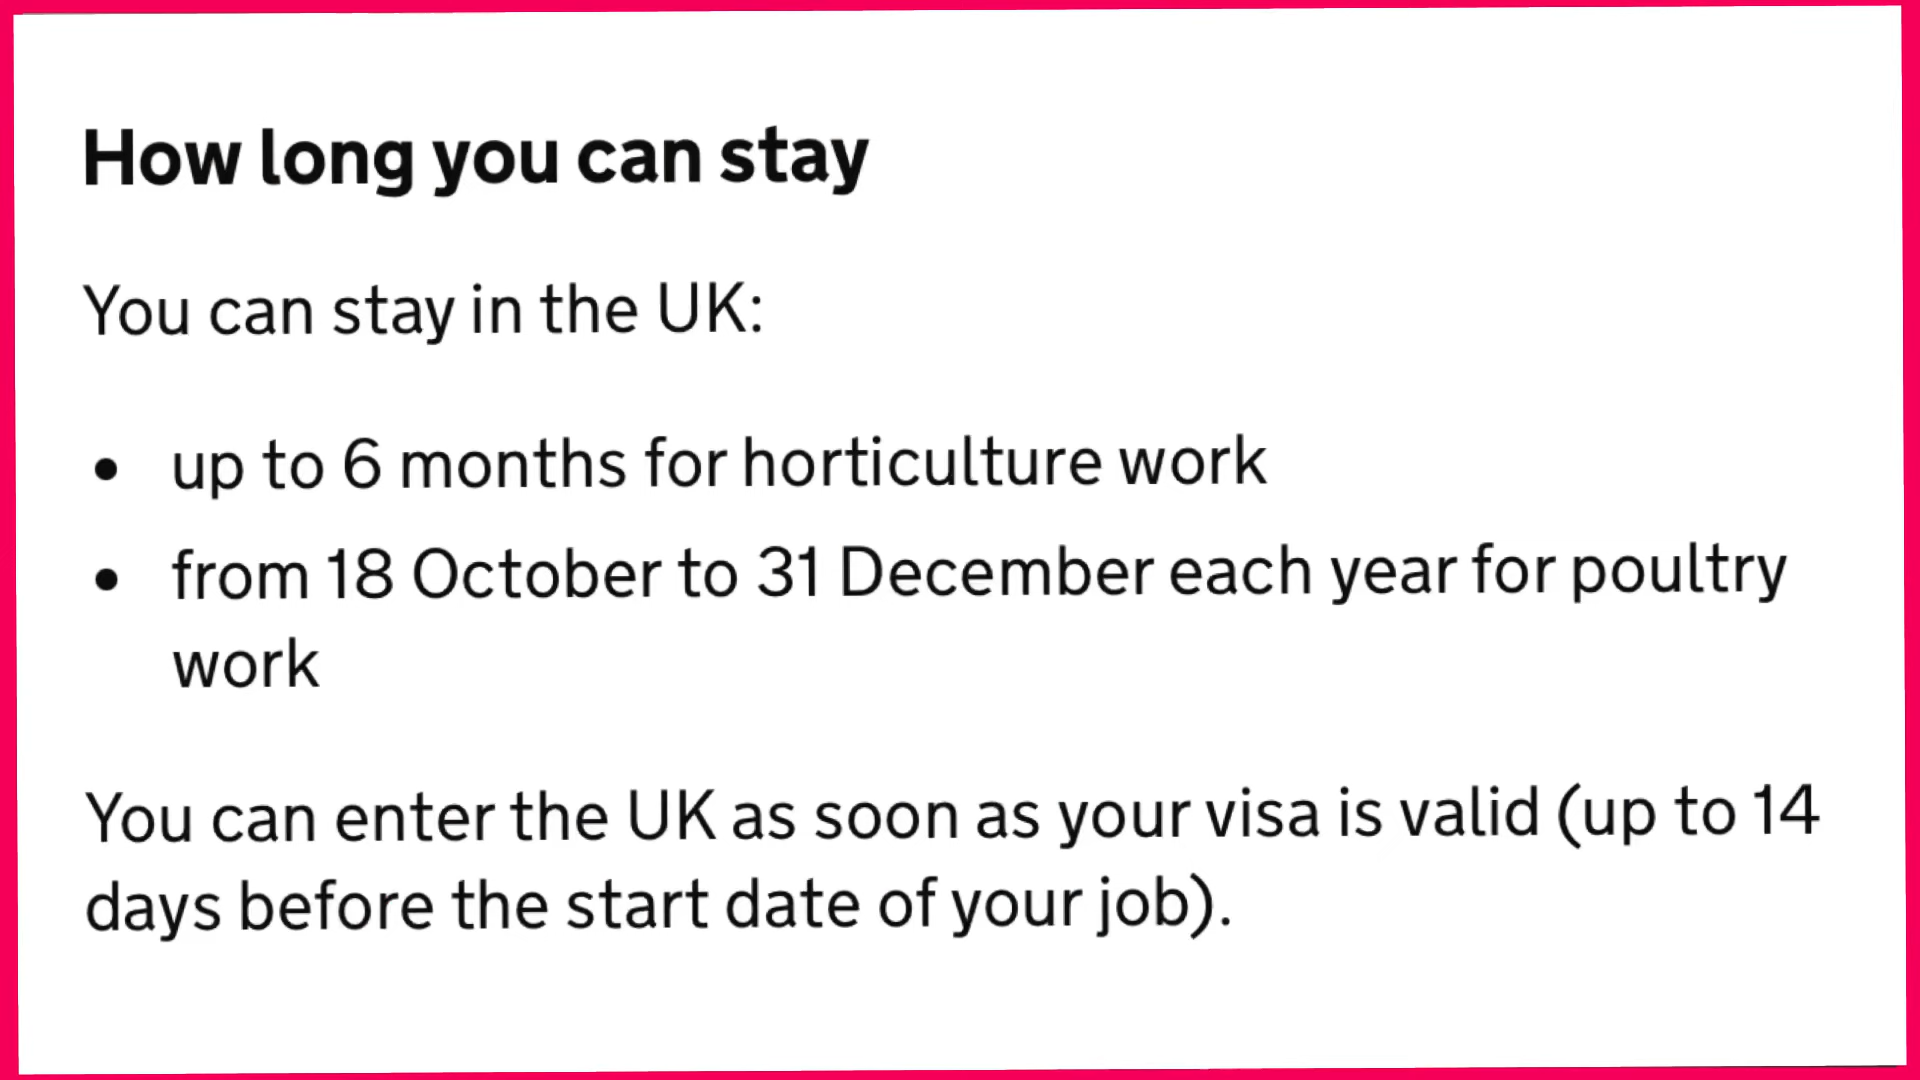 How long you can stay
You can stay in the UK:
• up to 6 months for horticulture work
• from 18 October to 31 December each year for poultry
work
You can enter the UK as soon as your visa is valid (up to 14
days before the start date of your job).